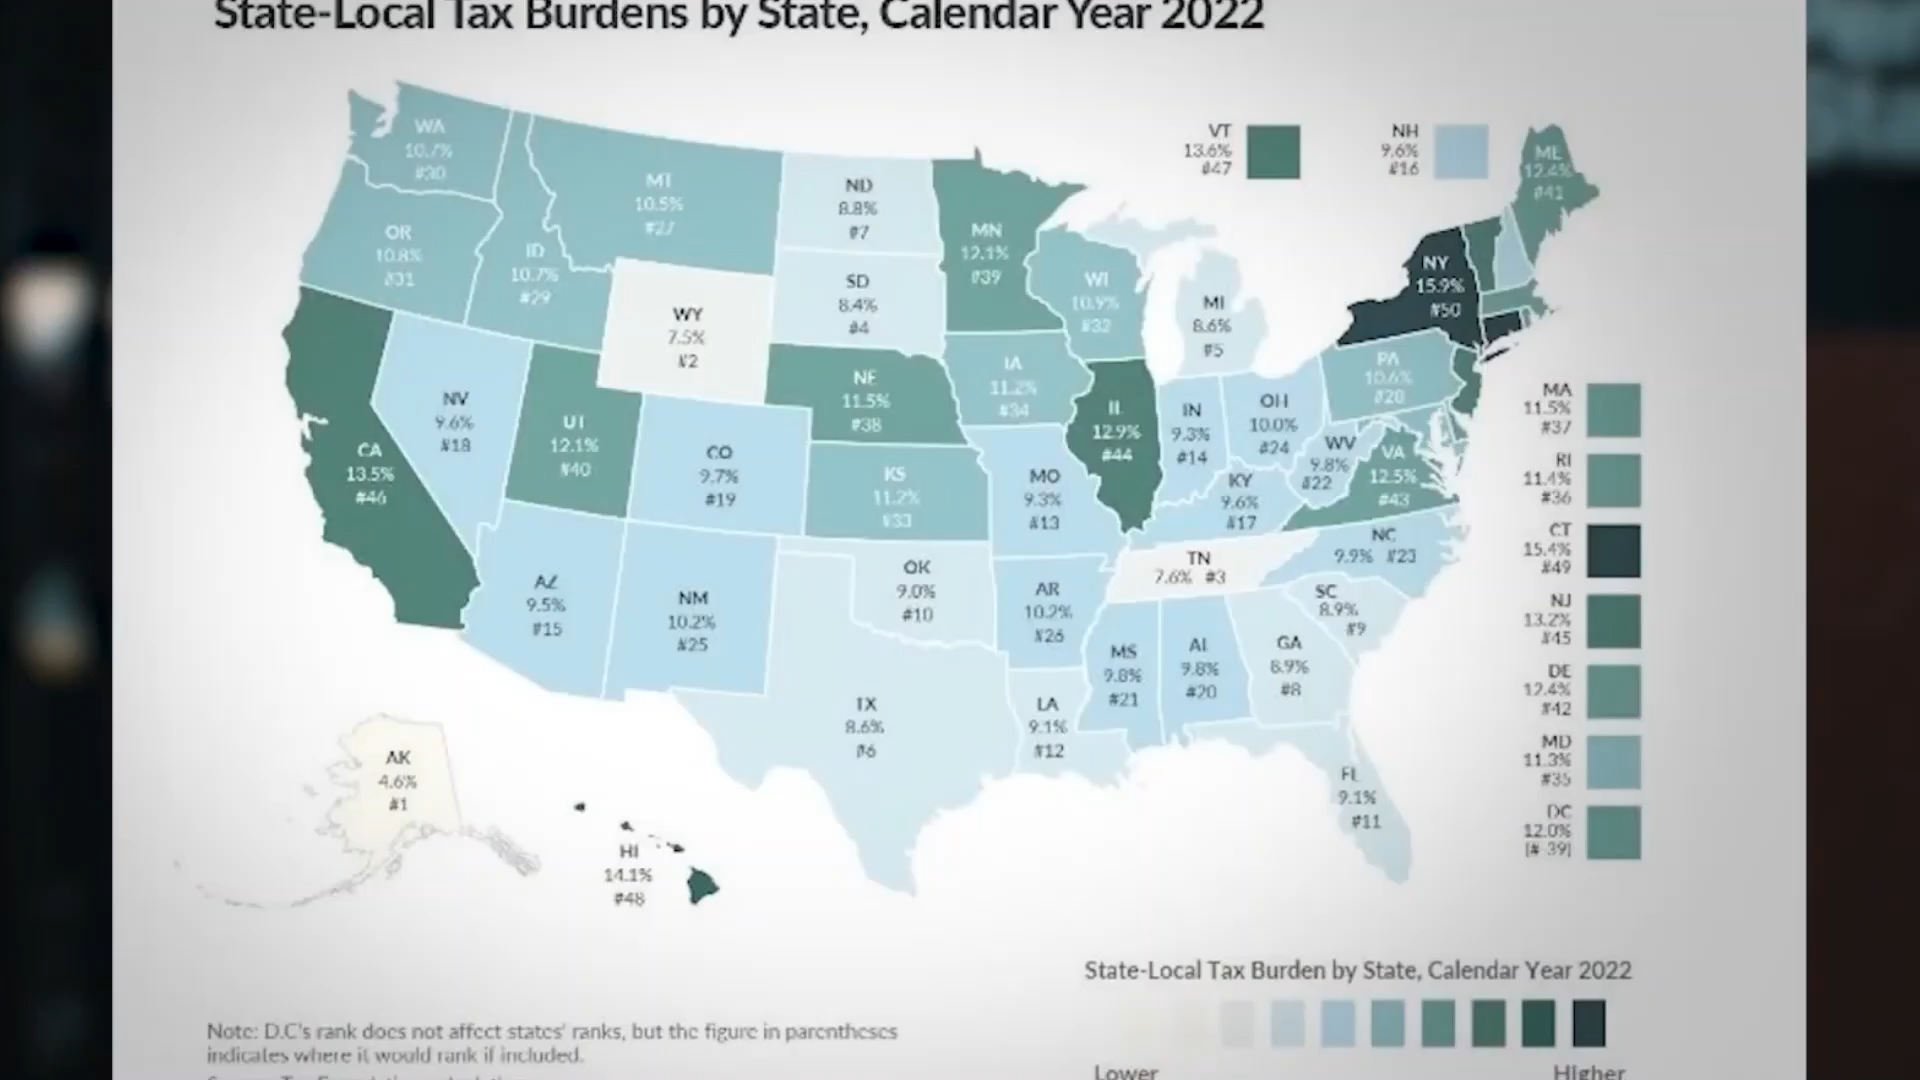 State-Local Tax Burdens by State, Calendar Year 2022
WA
10.7%
#30
OR
10.8%
#31
ID
10.7%
#29
MT
10.5%
#27
ND
8.8%
#7
SD
8.4%
#4
WY
7.5%
#2
MN
12.1%
#39
WI
10.9%
#32
MI
8.6%
#5
VT
13.6%
#47
NH
9.6%
#16
ME
12.4%
#41
NY
15.9%
#50
CA
13.5%
#46
NV
9.6%
#18
UT
12.1%
#40
CO
9.7%
#19
NE
11.5%
#38
KS
11.2%
#33
IA
11.2%
#34
MO
9.3%
#13
IL
12.9%
#44
IN
9.3%
#14
OH
10.0%
#24
PA
10.6%
#28
WV
9.8%
#22
VA
12.5%
#43
KY
9.6%
#17
NC
9.9% #23
TN
7.6% #3
SC
8.9%
#9
AZ
9.5%
#15
NM
10.2%
#25
OK
9.0%
#10
AR
10.2%
#26
TX
8.6%
#6
LA
9.1%
#12
MS
9.8%
#21
AL
9.8%
#20
GA
8.9%
#8
FL
9.1%
#11
AK
4.6%
#1
HI
14.1%
#48
MA
11.5%
#37
RI
11.4%
#36
CT
15.4%
#49
NJ
13.2%
#45
DE
12.4%
#42
MD
11.3%
#35
DC
12.0%
(# 39)
State-Local Tax Burden by State, Calendar Year 2022
Lower
Higher
Note: D.C's rank does not affect states' ranks, but the figure in parentheses
indicates where it would rank if included.